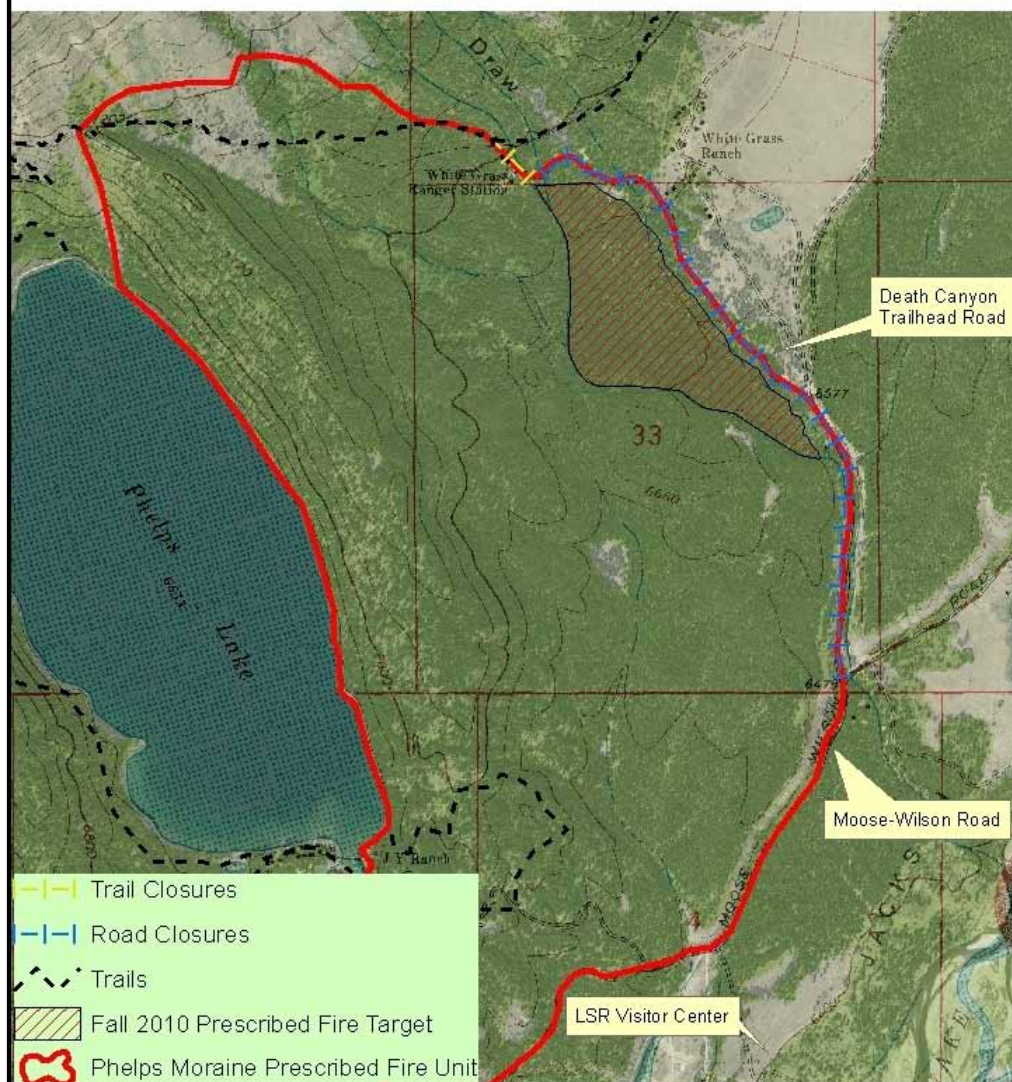 Draw
White Grass
Ranch
White Grass
Ranger Station
Death Canyon
Trailhead Road
6577
33
6660
Phelps
6633
Lake
ROAD
6479
WILSON
Moose-Wilson Road
6820
J Y Ranch
MOOSE
JACKS
LAKE
LSR Visitor Center
Trail Closures
Road Closures
Trails
Fall 2010 Prescribed Fire Target
Phelps Moraine Prescribed Fire Unit